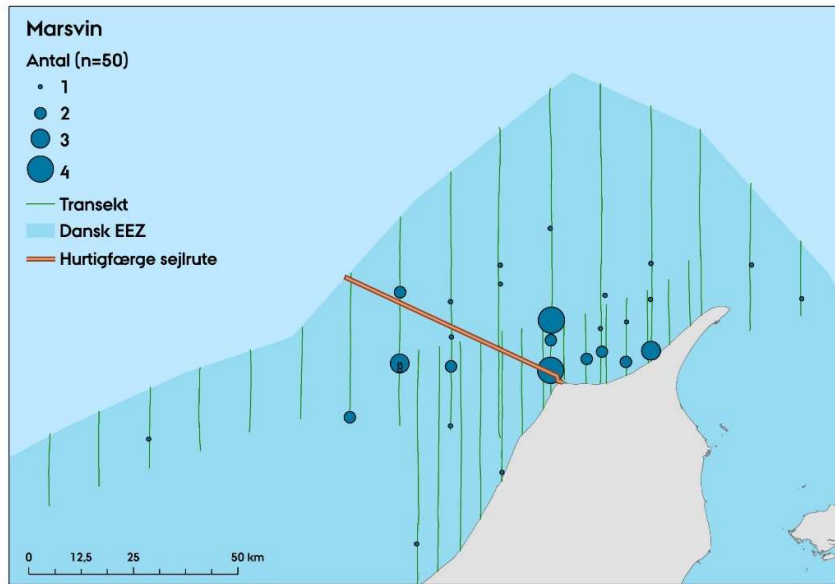 Marsvin
Antal (n=50)
1
2
3
4
Transekt
Dansk EEZ
Hurtigfærge sejlrute
0 12,5 25 50 km